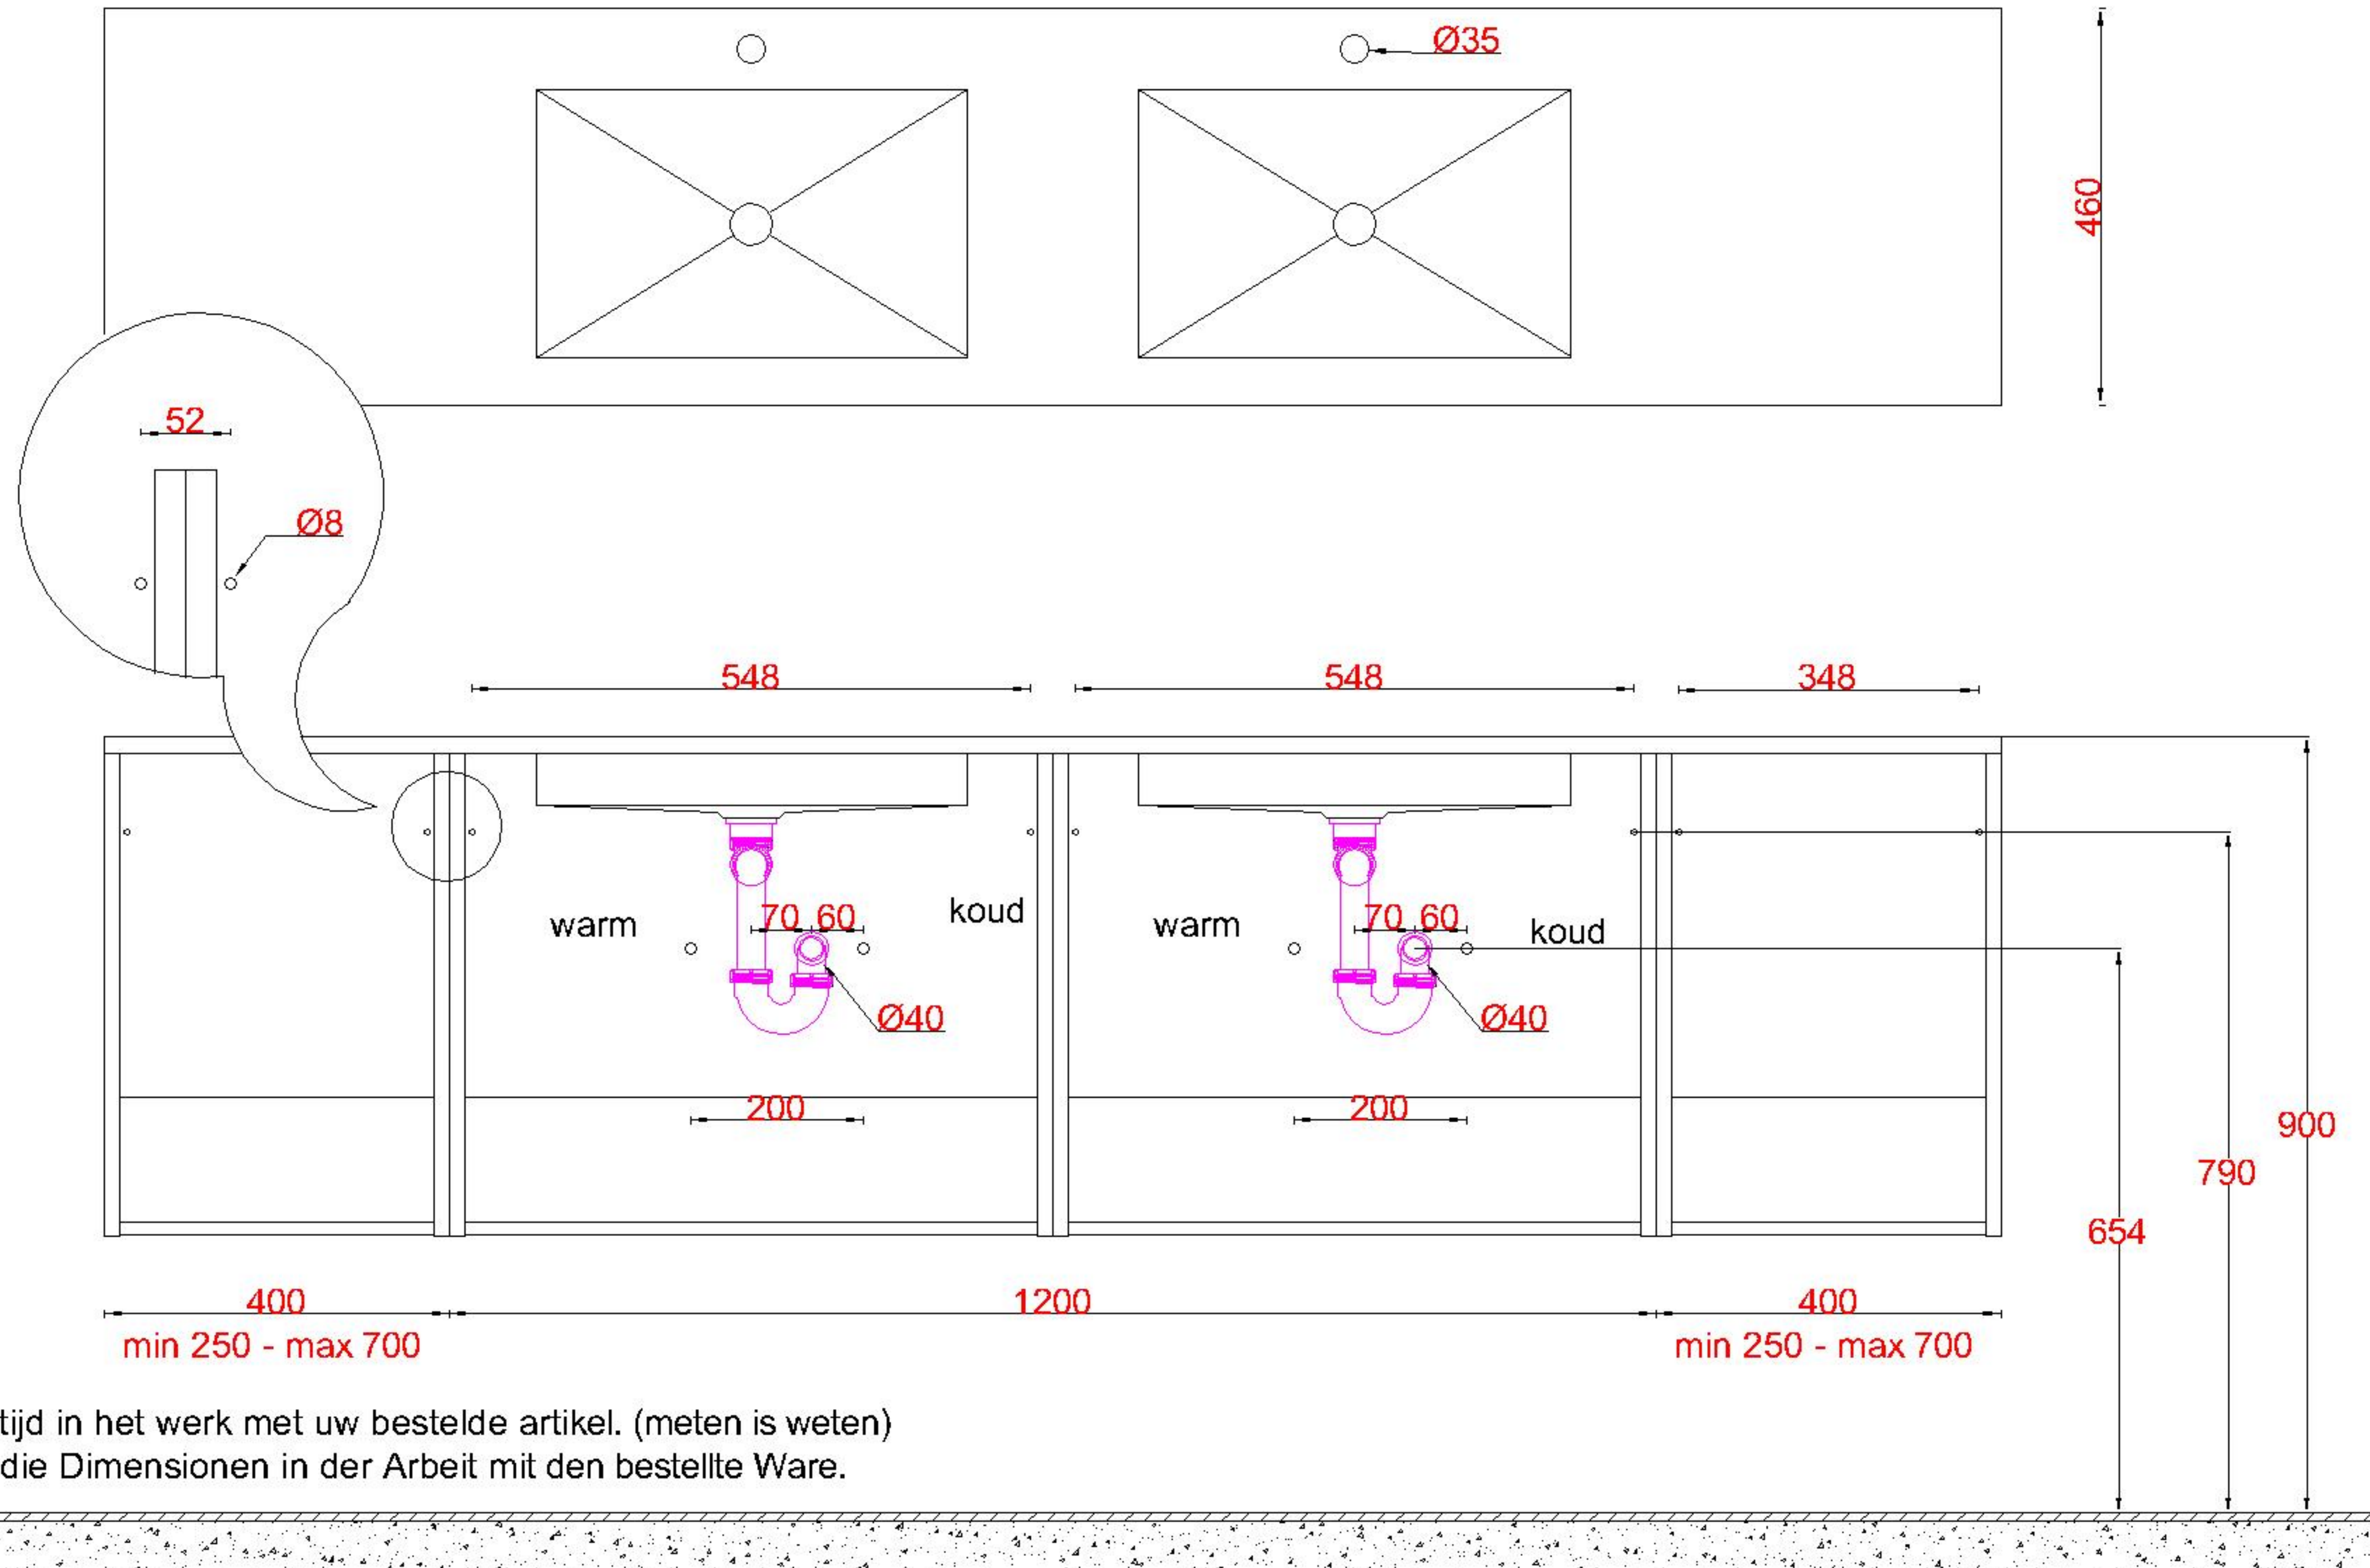 Ø35
460
52
Ø8
548
548
348
warm
70
60
koud
warm
70
60
koud
Ø40
Ø40
200
200
900
790
654
400
1200
400
min 250 - max 700
min 250 - max 700
tijd in het werk met uw bestelde artikel. (meten is weten)
die Dimensionen in der Arbeit mit den bestellte Ware.